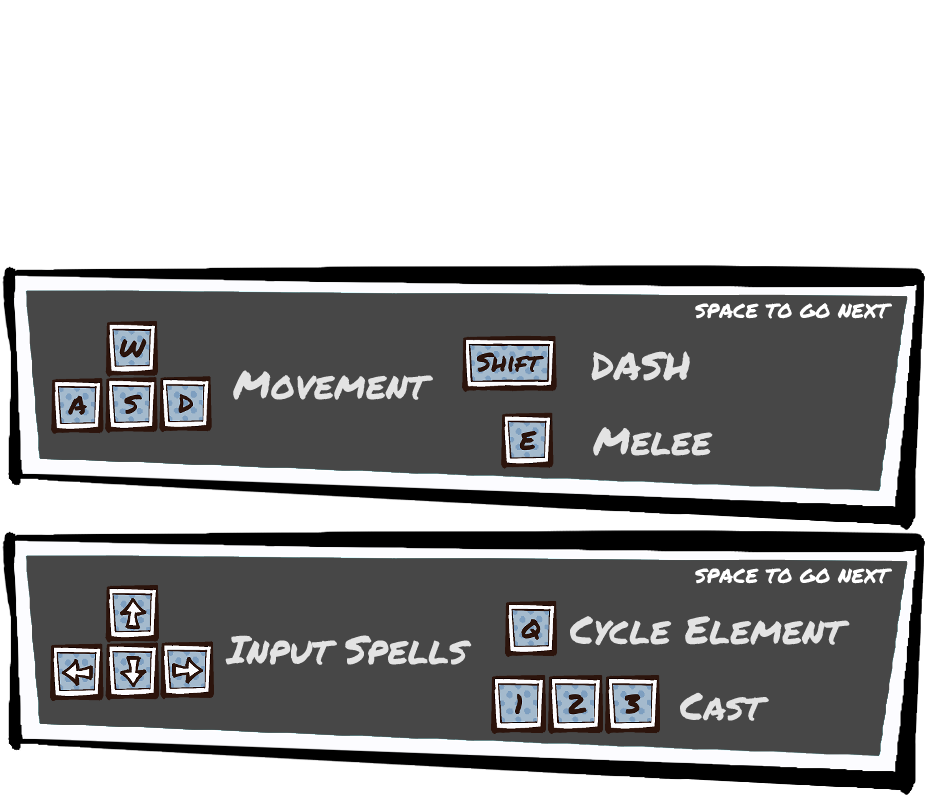 SPACE TO GO NEXT
W
A S D
MOVEMENT
SHIFT
DASH
E
MELEE
SPACE TO GO NEXT
INPUT SPELLS
Q
CYCLE ELEMENT
1 2 3
CAST